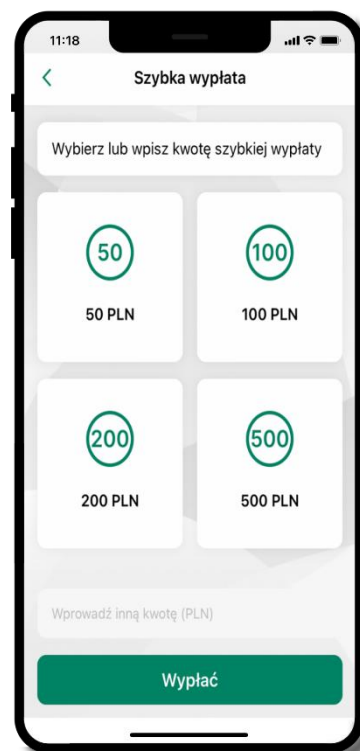 11:18
Szybka wypłata
Wybierz lub wpisz kwotę szybkiej wypłaty
50
100
50 PLN
100 PLN
200
500
200 PLN
500 PLN
Wprowadź inną kwotę (PLN)
Wypłać